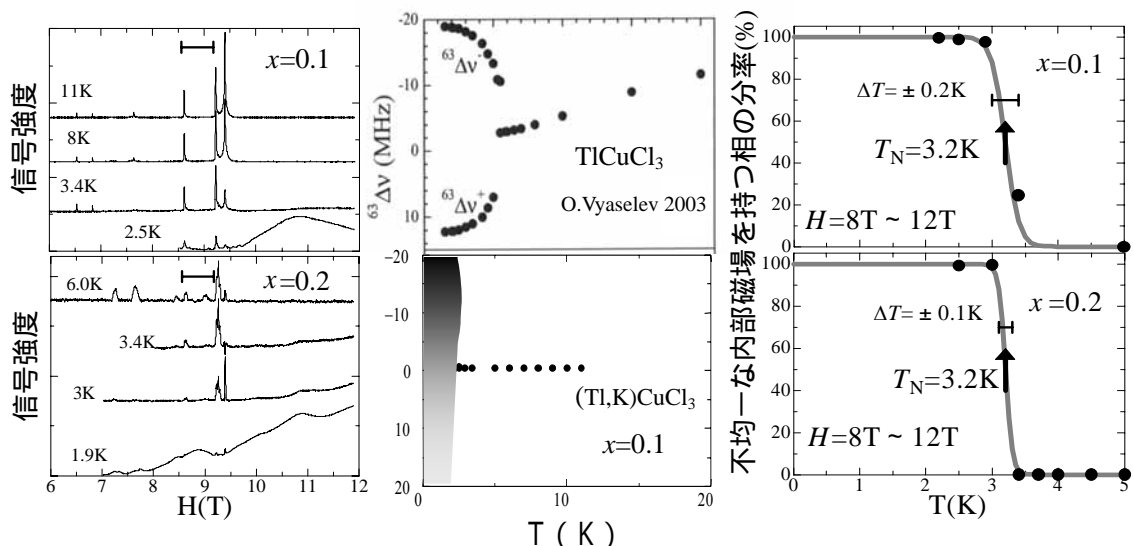 信号強度
x=0.1
11K
8K
3.4K
2.5K
信号強度
x=0.2
6.0K
3.4K
3K
1.9K
6 7 8 9 10 11 12
H(T)
⁶³Δν (MHz)
-20
-10
0
10
⁶³Δν⁻
⁶³Δν⁺
TlCuCl₃
O.Vyaselev 2003
−20
−10
0
10
20
(Tl,K)CuCl₃
x=0.1
0 10 20
T ( K )
不均一な内部磁場を持つ相の分率(%)
100
80
60
40
20
0
x=0.1
ΔT= ± 0.2K
T_N=3.2K
H=8T ~ 12T
100
80
60
40
20
0
x=0.2
ΔT= ± 0.1K
T_N=3.2K
H=8T ~ 12T
0 1 2 3 4 5
T(K)